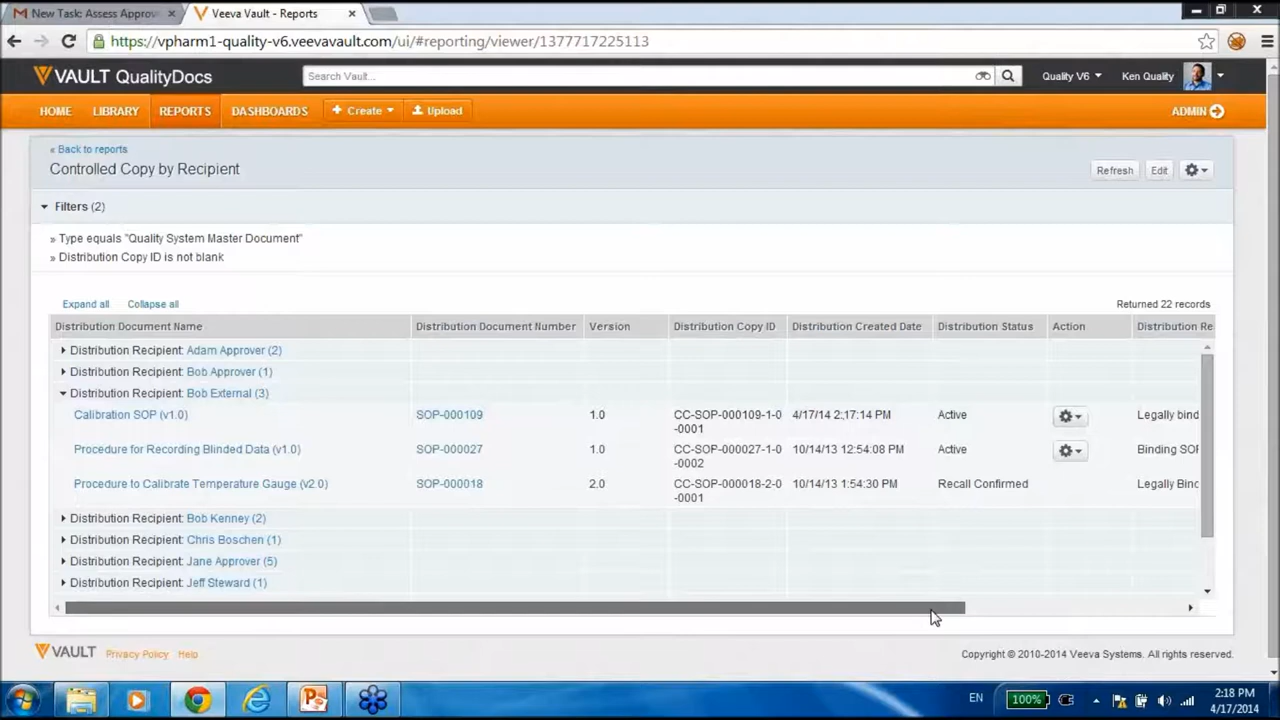 New Task: Assess Approv
Veeva Vault - Reports
https://vpharm1-quality-v6.veevavault.com/ui/#reporting/viewer/1377717225113
VAULT QualityDocs
Search Vault...
Quality V6
Ken Quality
HOME
LIBRARY
REPORTS
DASHBOARDS
+ Create
Upload
ADMIN
« Back to reports
Controlled Copy by Recipient
Refresh
Edit
Filters (2)
» Type equals "Quality System Master Document"
» Distribution Copy ID is not blank
Expand all
Collapse all
Returned 22 records
Distribution Document Name
Distribution Document Number
Version
Distribution Copy ID
Distribution Created Date
Distribution Status
Action
Distribution Re
Distribution Recipient: Adam Approver (2)
Distribution Recipient: Bob Approver (1)
Distribution Recipient: Bob External (3)
Calibration SOP (v1.0)
SOP-000109
1.0
CC-SOP-000109-1-0
-0001
4/17/14 2:17:14 PM
Active
Legally bind
Procedure for Recording Blinded Data (v1.0)
SOP-000027
1.0
CC-SOP-000027-1-0
-0002
10/14/13 12:54:08 PM
Active
Binding SOF
Procedure to Calibrate Temperature Gauge (v2.0)
SOP-000018
2.0
CC-SOP-000018-2-0
-0001
10/14/13 1:54:30 PM
Recall Confirmed
Legally Bind
Distribution Recipient: Bob Kenney (2)
Distribution Recipient: Chris Boschen (1)
Distribution Recipient: Jane Approver (5)
Distribution Recipient: Jeff Steward (1)
VAULT
Privacy Policy
Help
Copyright © 2010-2014 Veeva Systems. All rights reserved.
EN
100%
2:18 PM
4/17/2014